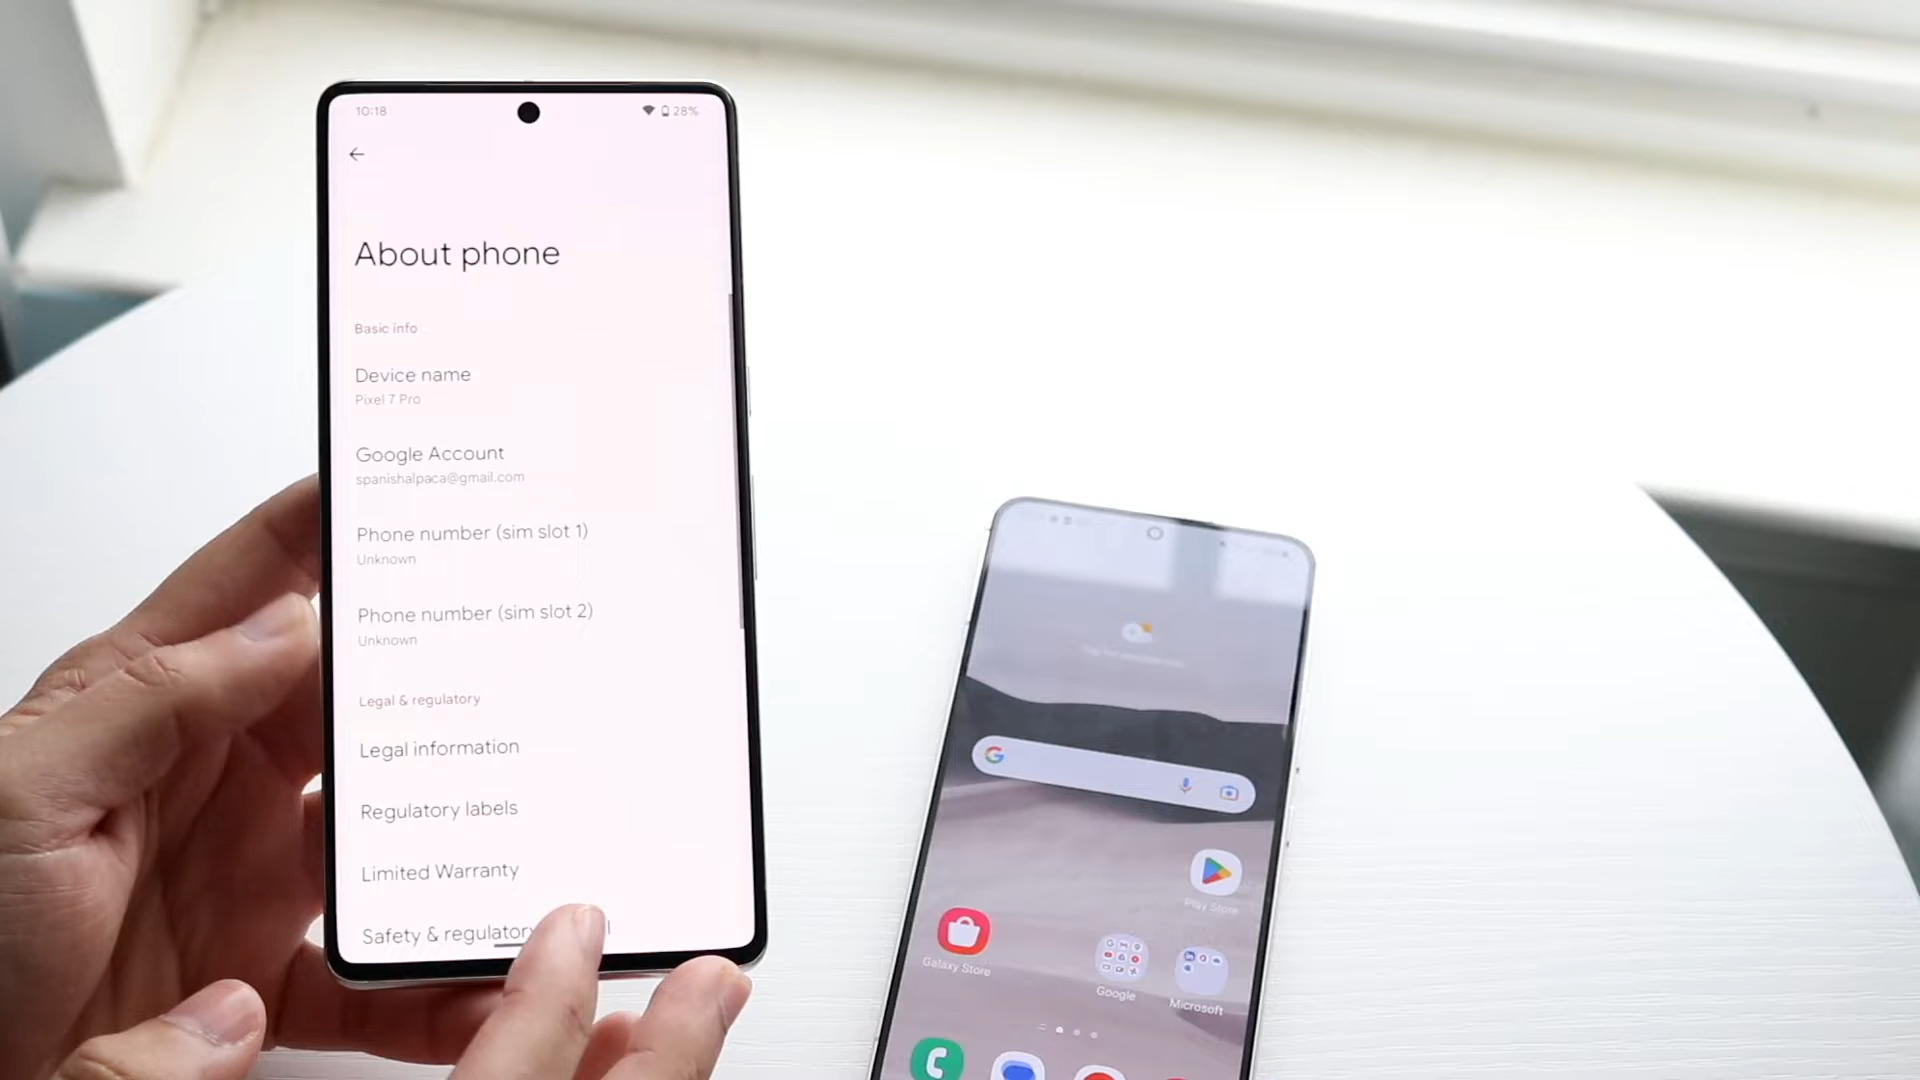 10:18
28%
About phone
Basic info
Device name
Pixel 7 Pro
Google Account
spanishalpaca@gmail.com
Phone number (sim slot 1)
Unknown
Phone number (sim slot 2)
Unknown
Legal & regulatory
Legal information
Regulatory labels
Limited Warranty
Safety & regulatory
Play Store
Galaxy Store
Google
Microsoft